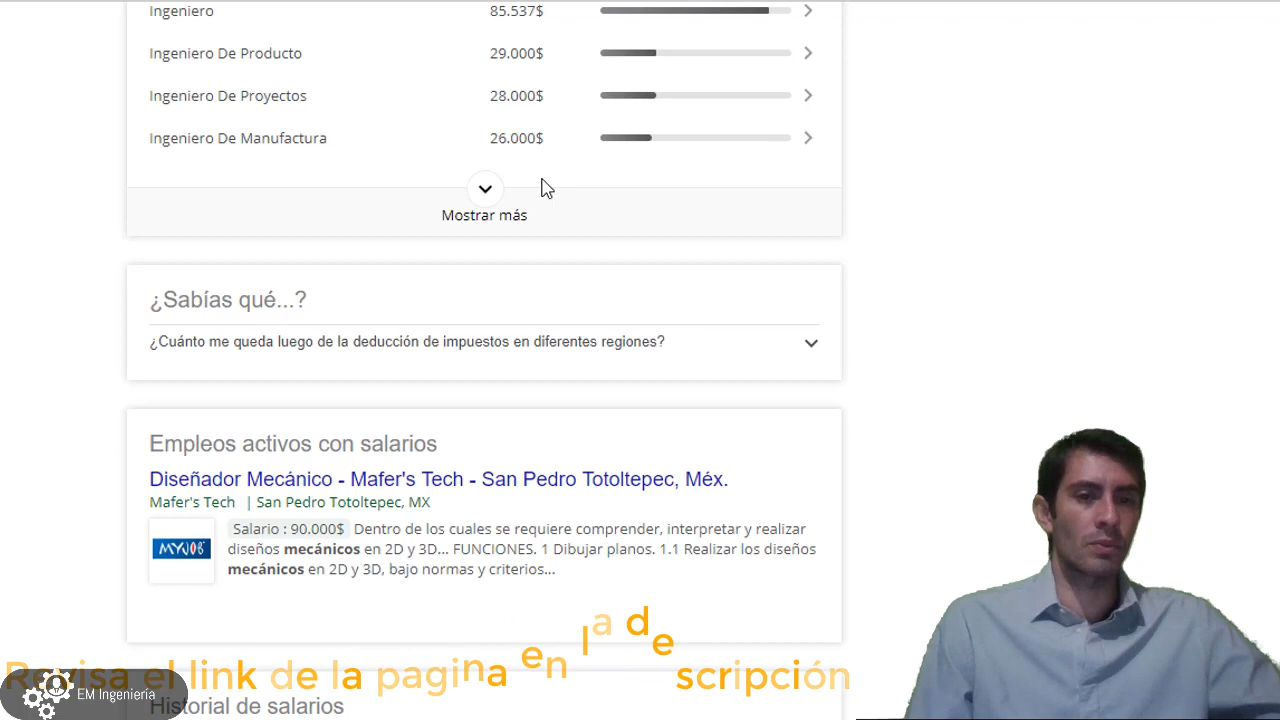 Ingeniero 85.537$
Ingeniero De Producto 29.000$
Ingeniero De Proyectos 28.000$
Ingeniero De Manufactura 26.000$
Mostrar más
¿Sabías qué...?
¿Cuánto me queda luego de la deducción de impuestos en diferentes regiones?
Empleos activos con salarios
Diseñador Mecánico - Mafer's Tech - San Pedro Totoltepec, Méx.
Mafer's Tech | San Pedro Totoltepec, MX
MYJOB
Salario : 90.000$ Dentro de los cuales se requiere comprender, interpretar y realizar
diseños mecánicos en 2D y 3D... FUNCIONES. 1 Dibujar planos. 1.1 Realizar los diseños
mecánicos en 2D y 3D, bajo normas y criterios...
Revisa el link de la pagina en la descripción
EM Ingeniería
Historial de salarios